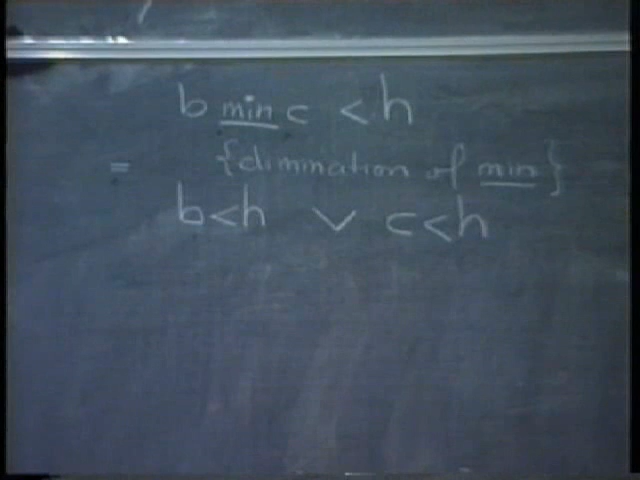 b min c < h
= {elimination of min}
b < h ∨ c < h